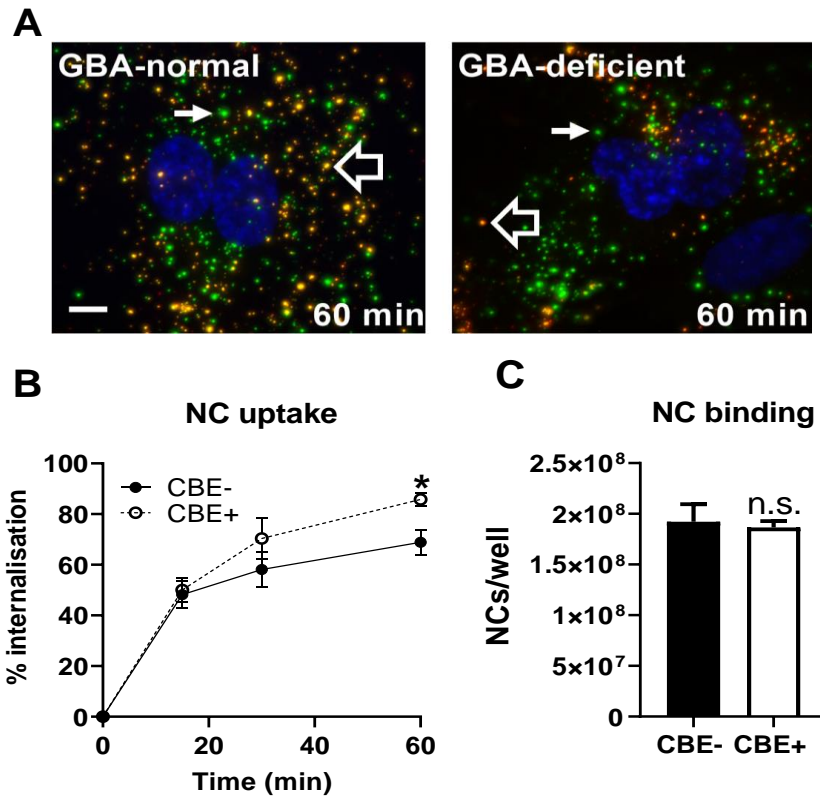 A
GBA-normal
60 min
GBA-deficient
60 min
B
NC uptake
% internalisation
100
80
60
40
20
0
CBE-
CBE+
*
0
20
40
60
Time (min)
C
NC binding
NCs/well
2.5×10⁸
2×10⁸
1.5×10⁸
1×10⁸
5×10⁷
0
n.s.
CBE- CBE+